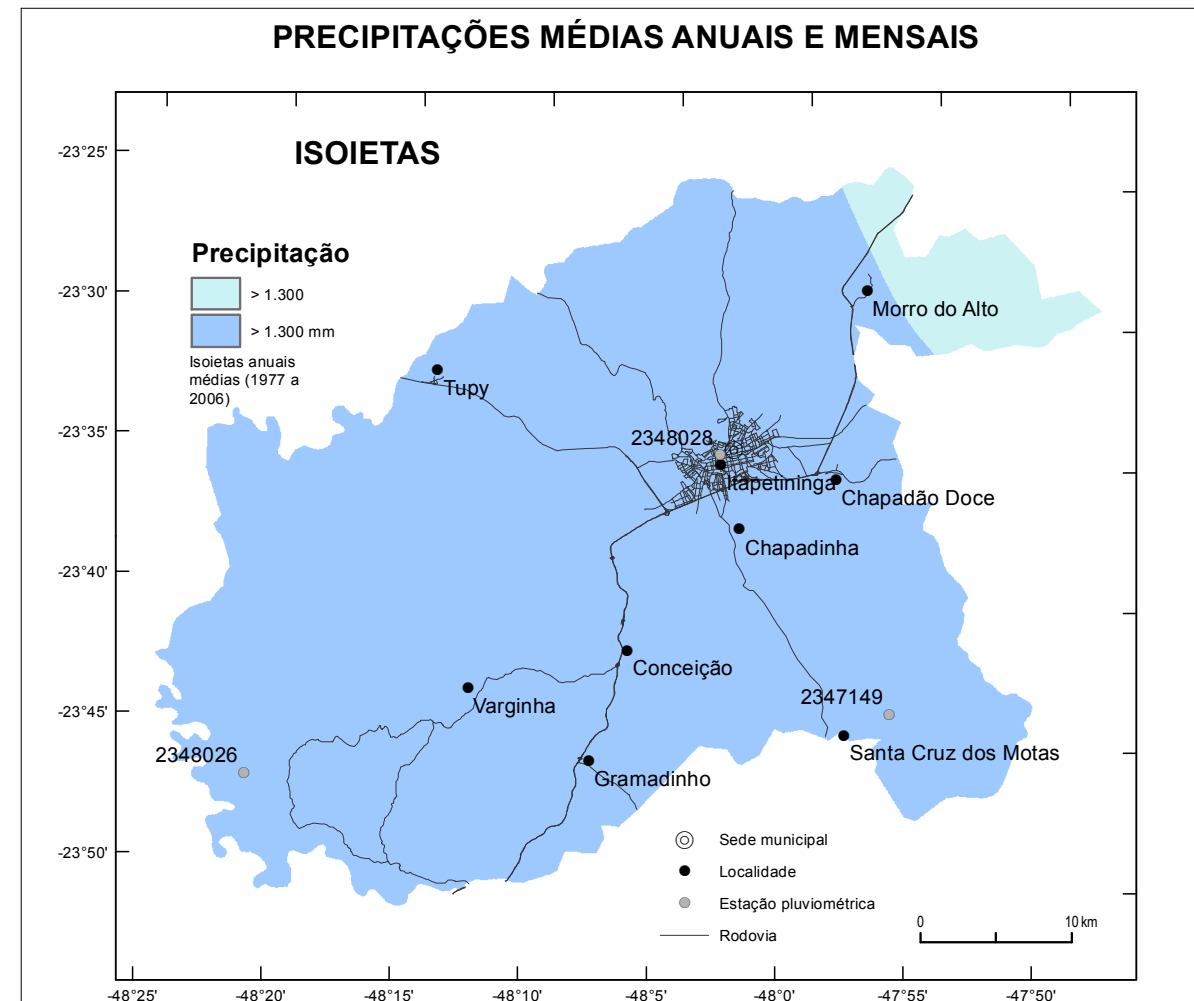 PRECIPITAÇÕES MÉDIAS ANUAIS E MENSAIS
-23°25'
ISOIETAS
Precipitação
> 1.300
> 1.300 mm
Isoietas anuais
médias (1977 a
2006)
-23°30'
Morro do Alto
Tupy
-23°35'
2348028
Itapetininga
Chapadão Doce
Chapadinha
-23°40'
Conceição
Varginha
2347149
-23°45'
2348026
Santa Cruz dos Motas
Gramadinho
-23°50'
Sede municipal
Localidade
Estação pluviométrica
Rodovia
0 10 km
-48°25' -48°20' -48°15' -48°10' -48°5' -48°0' -47°55' -47°50'